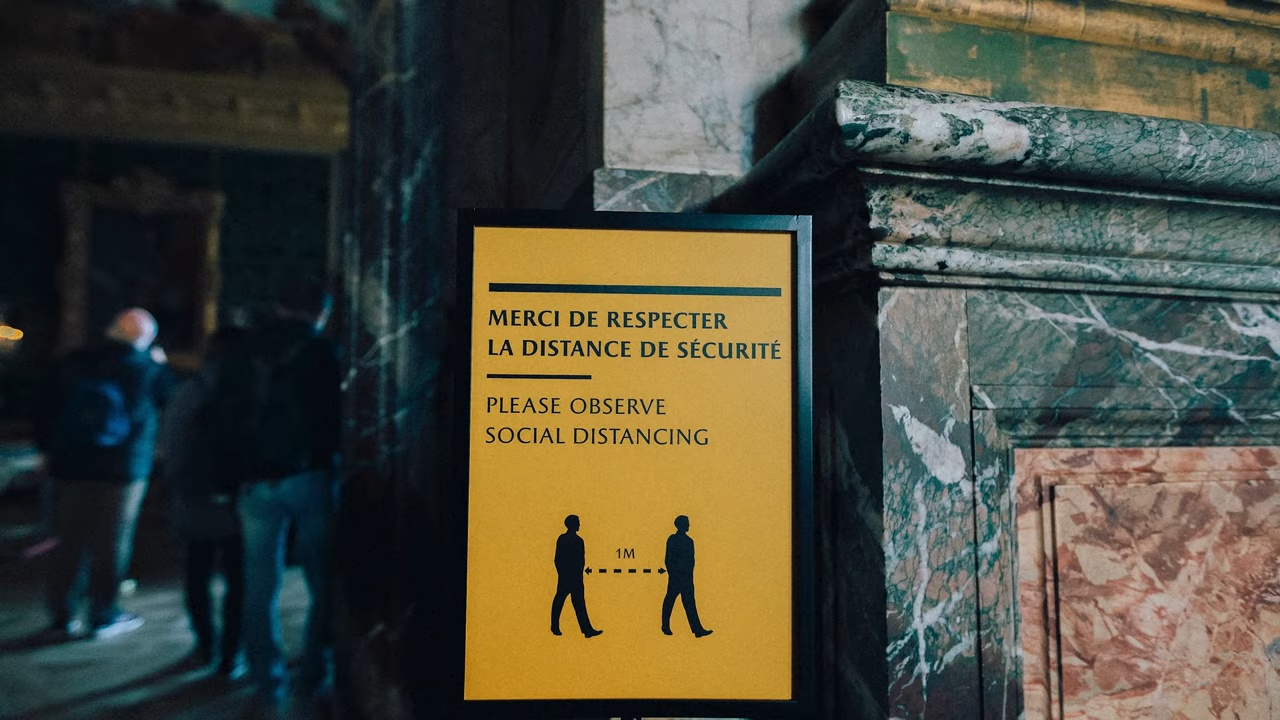 MERCI DE RESPECTER
LA DISTANCE DE SÉCURITÉ
PLEASE OBSERVE
SOCIAL DISTANCING
1M